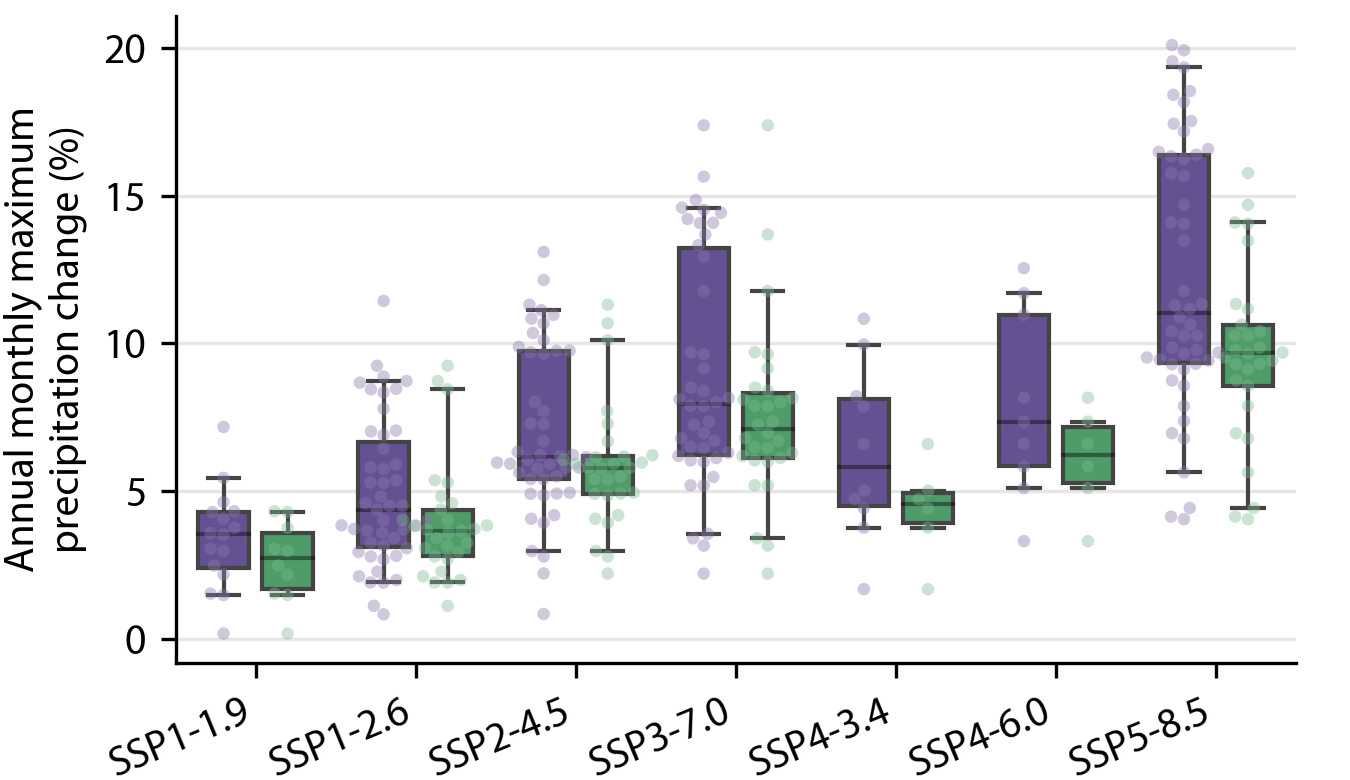 Annual monthly maximum
precipitation change (%)
20
15
10
5
0
SSP1-1.9
SSP1-2.6
SSP2-4.5
SSP3-7.0
SSP4-3.4
SSP4-6.0
SSP5-8.5